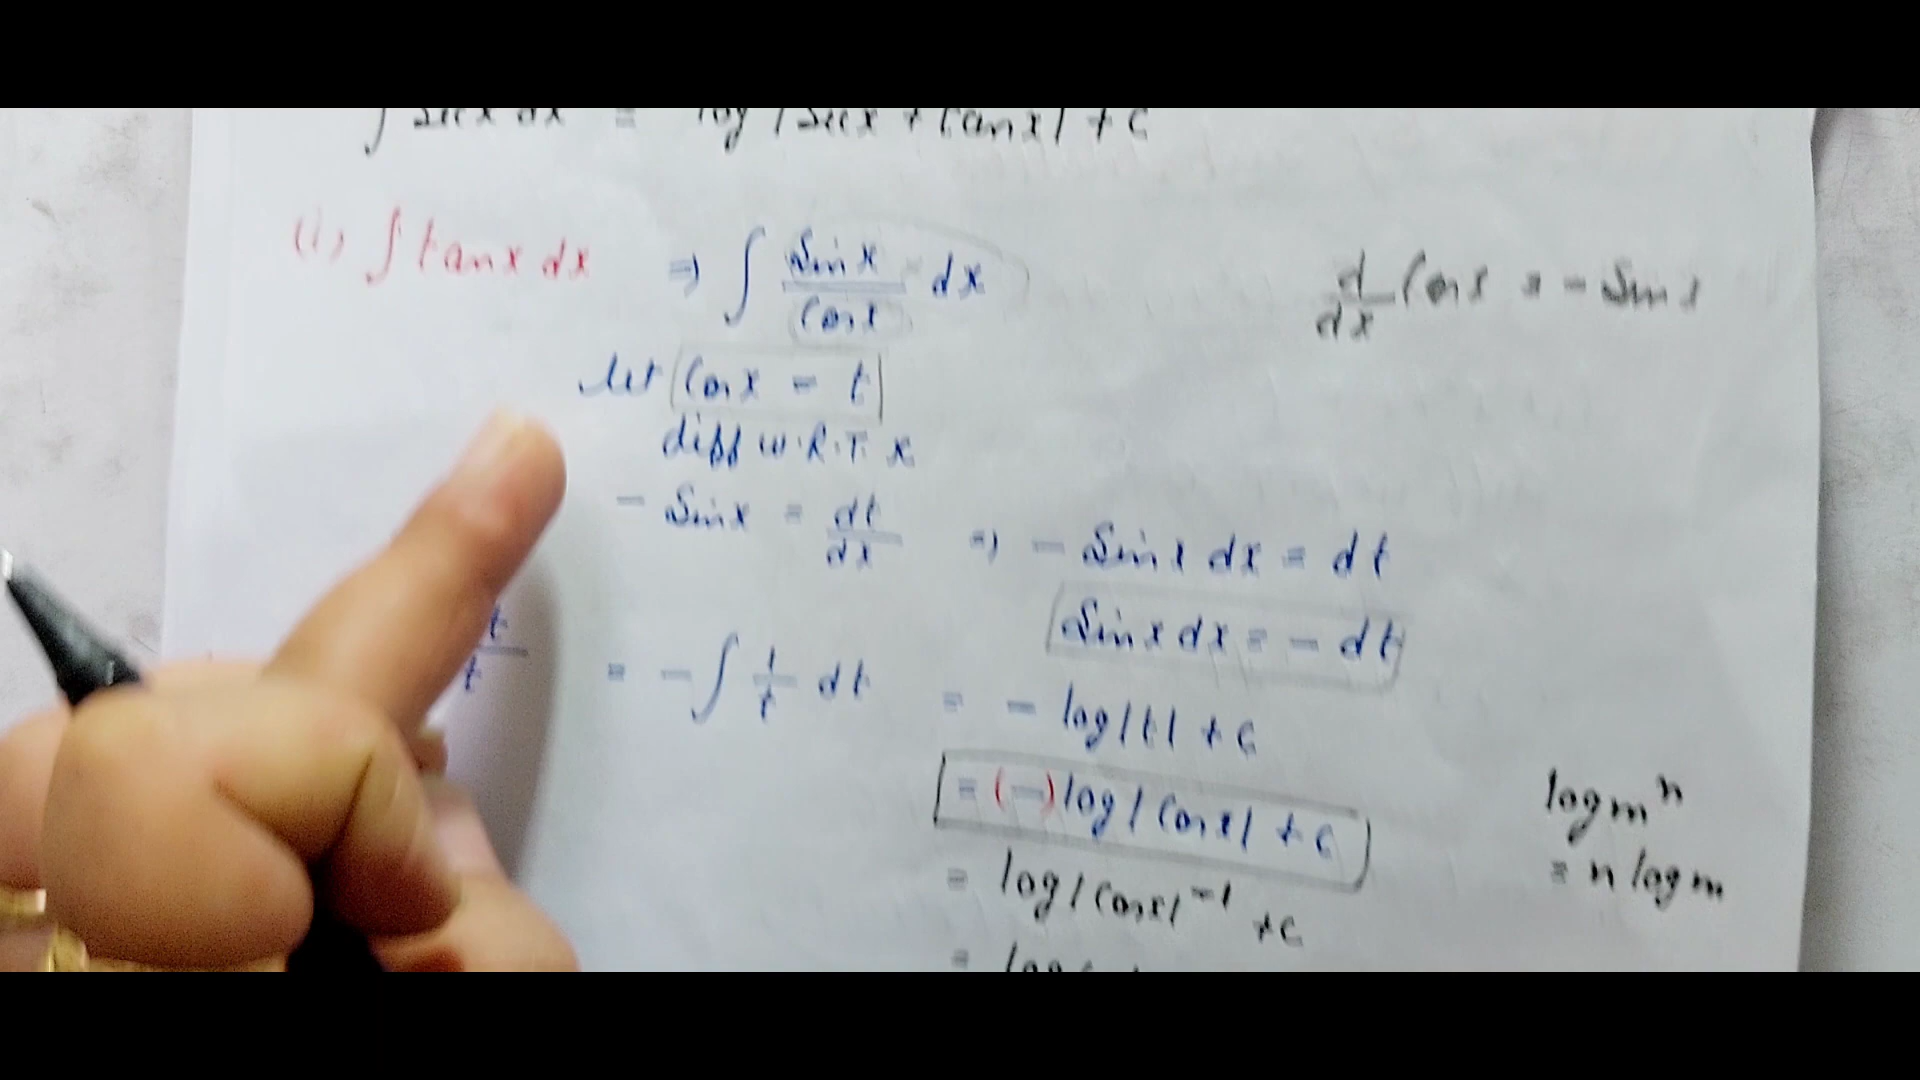 ∫ Sec x dx = log |Sec x + tan x| + C
(i) ∫ tan x dx ⇒ ∫ Sin x / Cos x dx
d/dx Cos x = - Sin x
let Cos x = t
diff W.R.T. x
- Sin x = dt/dx ⇒ - Sin x dx = dt
Sin x dx = - dt
t/t = - ∫ 1/t dt = - log |t| + C
= (-) log | Cos x | + C
log m^n
= log | Cos x |^-1 + C
= n log m
= log